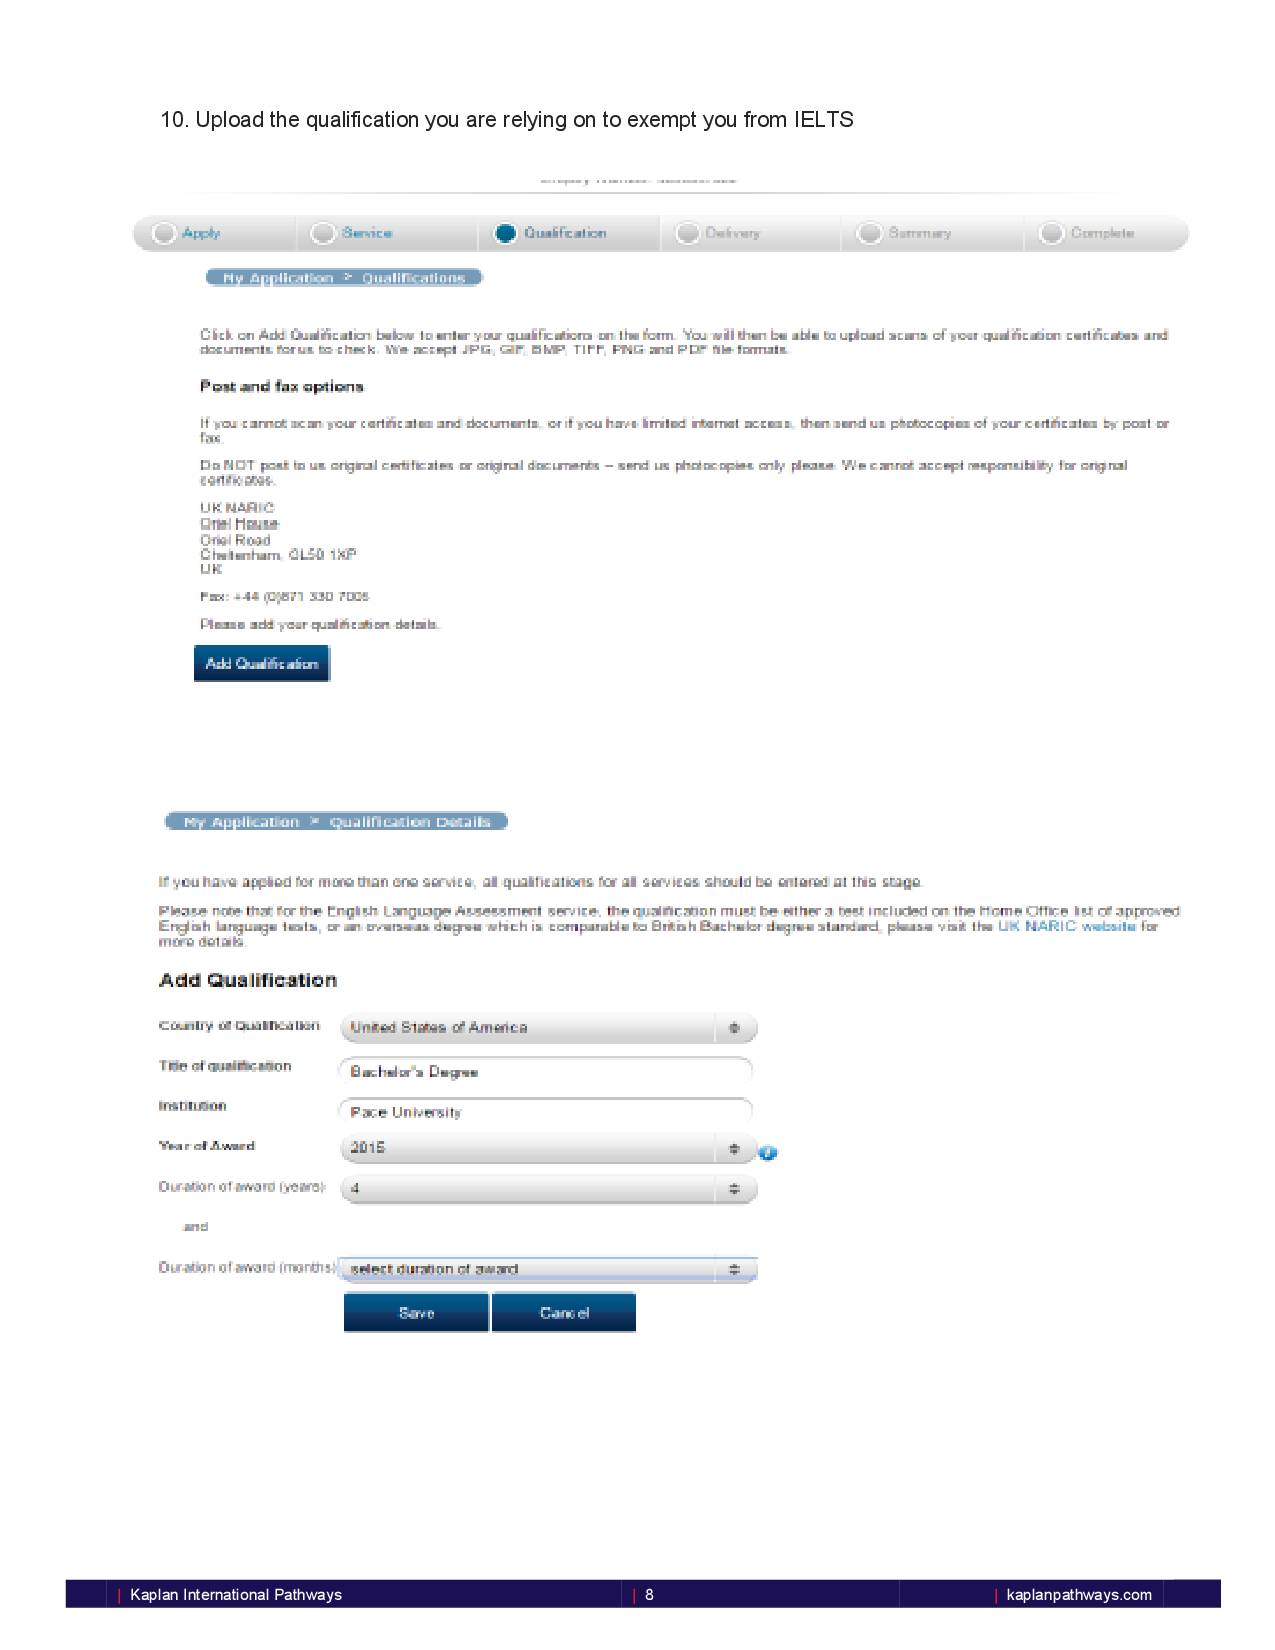 10. Upload the qualification you are relying on to exempt you from IELTS
Apply
Service
Qualification
Delivery
Summary
Complete
My Application > Qualifications
Click on Add Qualification below to enter your qualifications on the form. You will then be able to upload scans of your qualification certificates and
documents for us to check. We accept JPG, GIF, BMP, TIFF, PNG and PDF file formats.
Post and fax options
If you cannot scan your certificates and documents, or if you have limited internet access, then send us photocopies of your certificates by post or
fax.
Do NOT post to us original certificates or original documents – send us photocopies only please. We cannot accept responsibility for original
certificates.
UK NARIC
Oriel House
Oriel Road
Cheltenham, GL50 1XP
UK
Fax: +44 (0)871 330 7005
Please add your qualification details.
Add Qualification
My Application > Qualification Details
If you have applied for more than one service, all qualifications for all services should be entered at this stage.
Please note that for the English Language Assessment service, the qualification must be either a test included on the Home Office list of approved
English language tests, or an overseas degree which is comparable to British Bachelor degree standard, please visit the UK NARIC website for
more details.
Add Qualification
Country of Qualification United States of America
Title of qualification Bachelor's Degree
Institution Pace University
Year of Award 2015
Duration of award (years) 4
and
Duration of award (months) select duration of award
Save Cancel
| Kaplan International Pathways | 8 | kaplanpathways.com